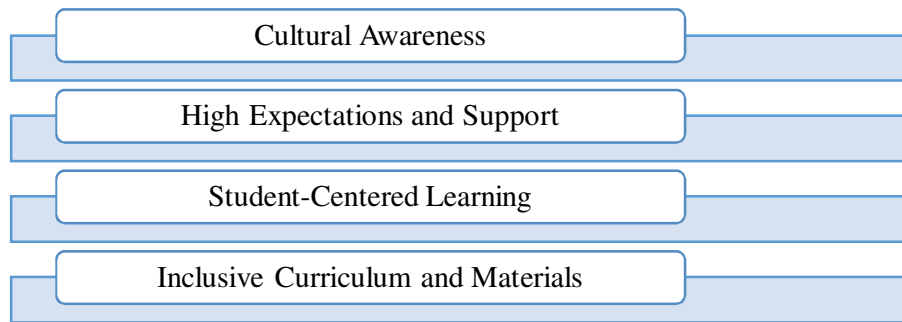 Cultural Awareness
High Expectations and Support
Student-Centered Learning
Inclusive Curriculum and Materials